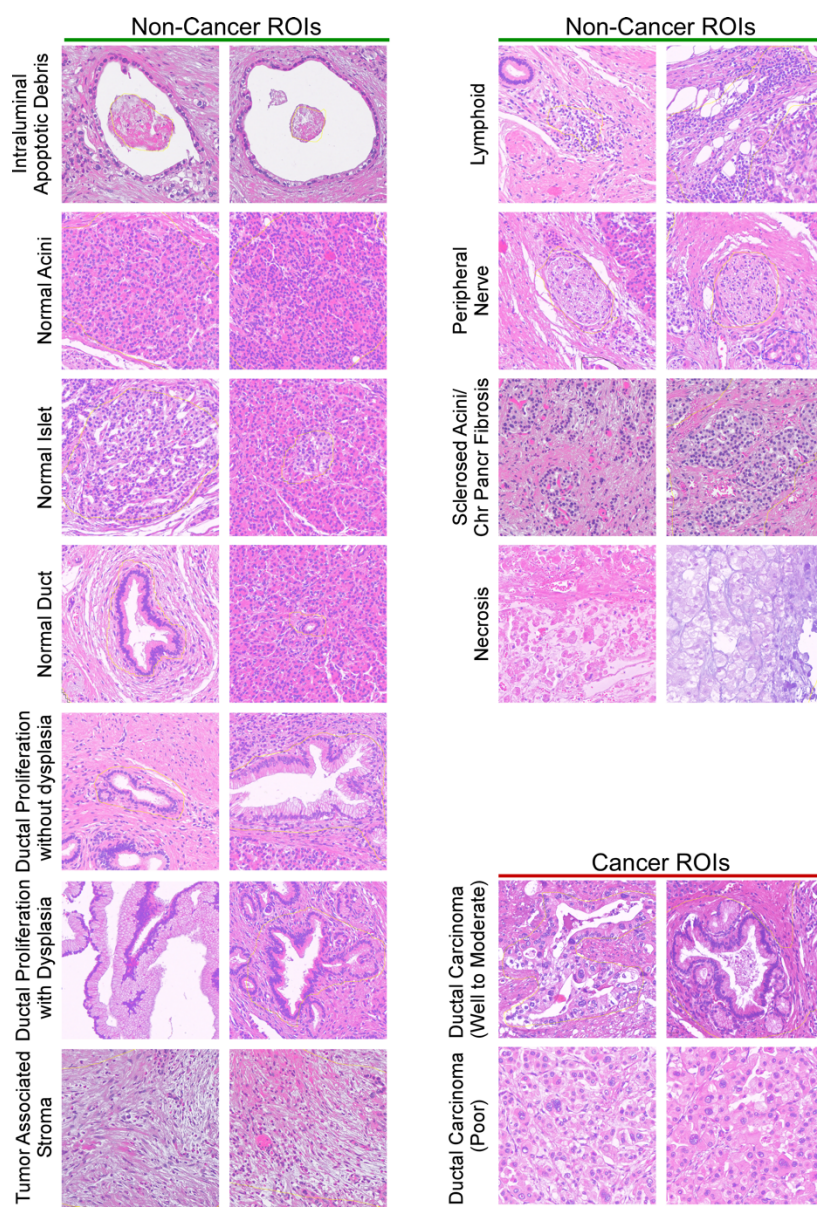 Non-Cancer ROIs
Intraluminal
Apoptotic Debris
Normal Acini
Normal Islet
Normal Duct
Ductal Proliferation
without dysplasia
Ductal Proliferation
with Dysplasia
Tumor Associated
Stroma
Non-Cancer ROIs
Lymphoid
Peripheral
Nerve
Sclerosed Acini/
Chr Pancr Fibrosis
Necrosis
Cancer ROIs
Ductal Carcinoma
(Well to Moderate)
Ductal Carcinoma
(Poor)